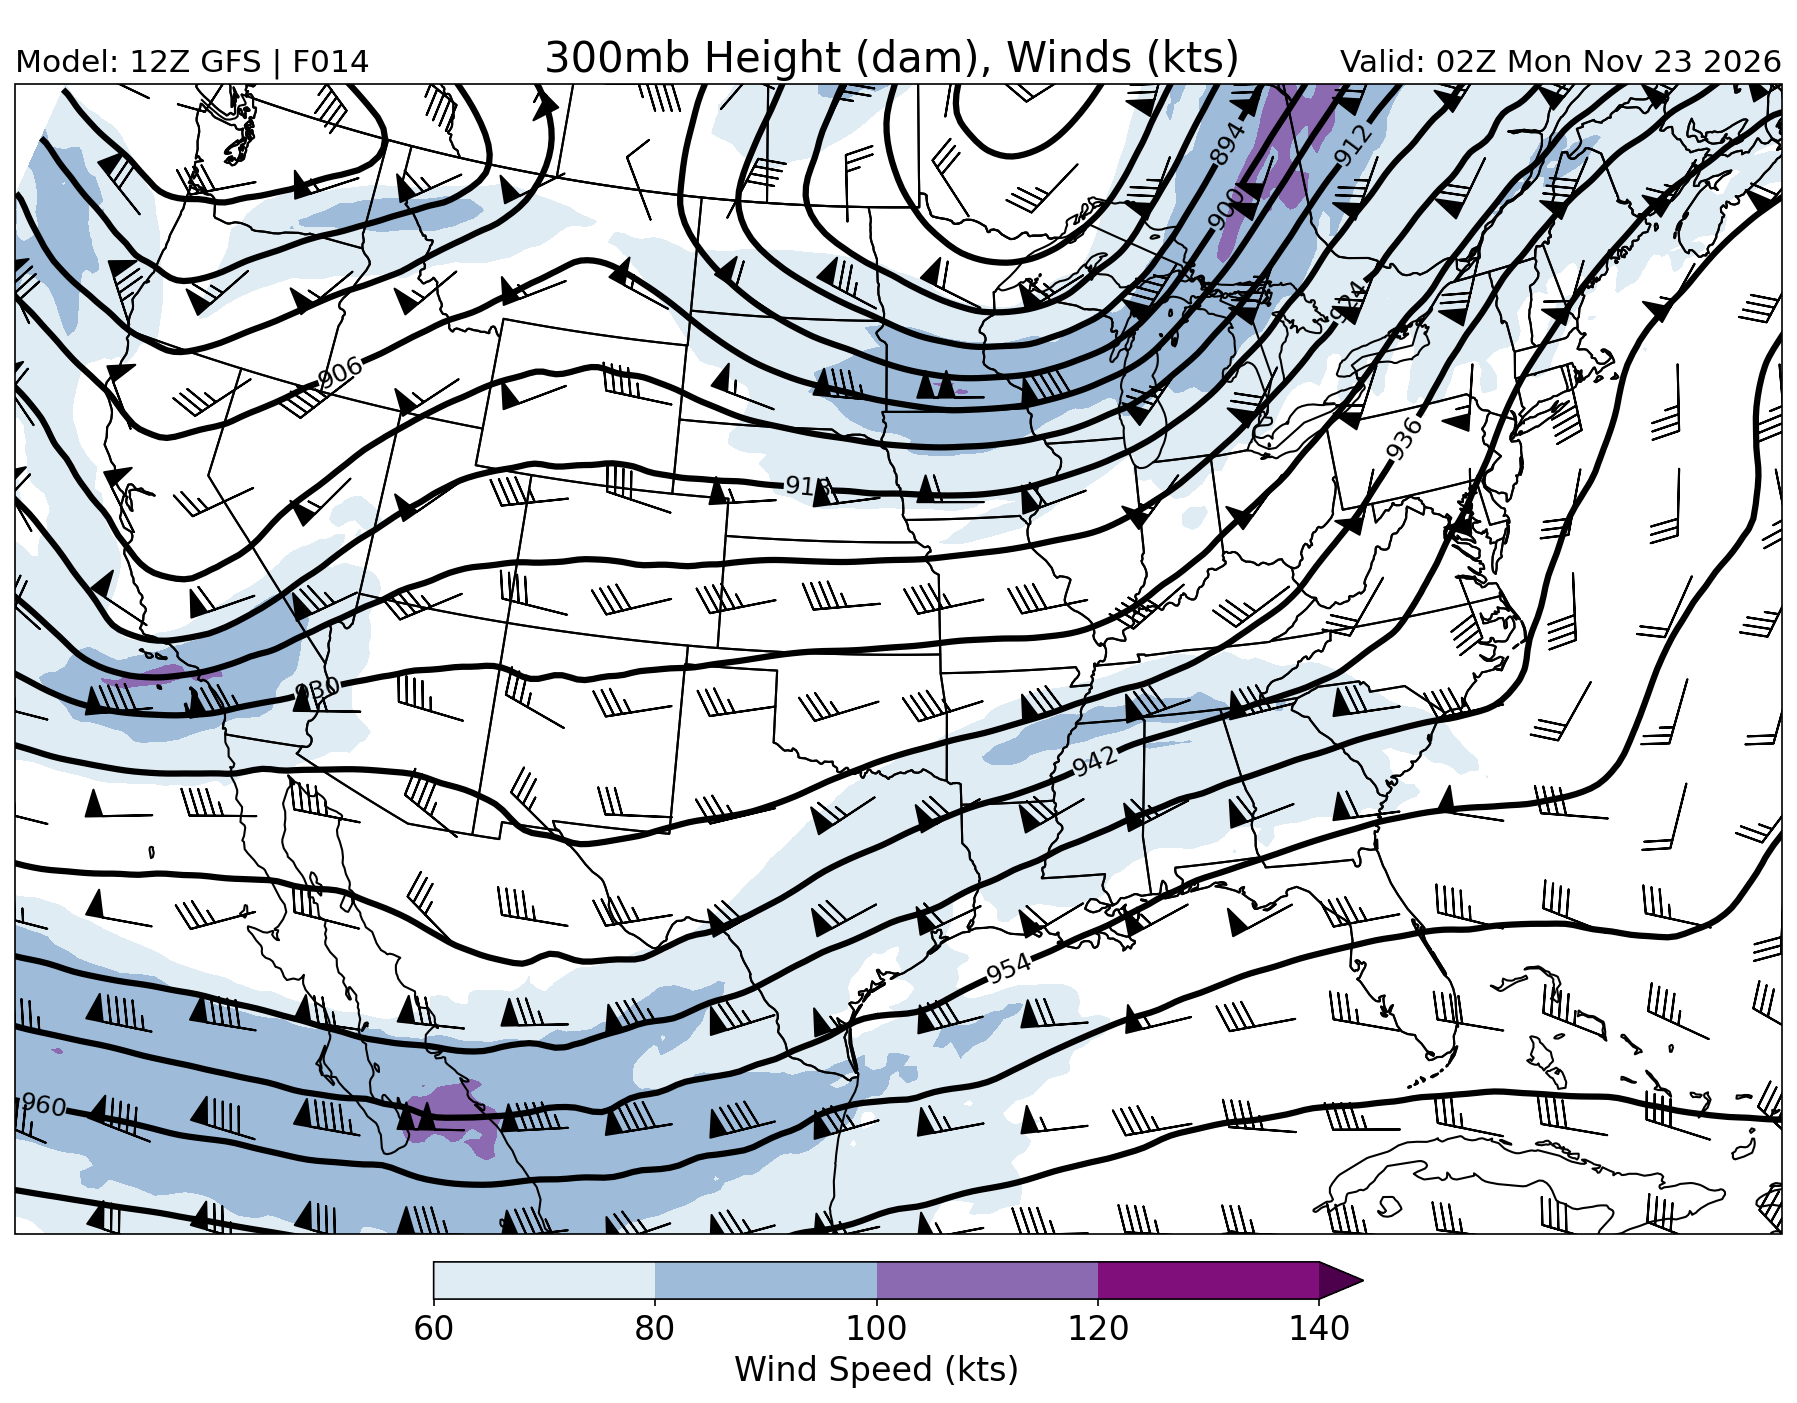 Model: 12Z GFS | F014
300mb Height (dam), Winds (kts)
Valid: 02Z Mon Nov 23 2026
894
912
900
924
906
936
918
930
942
954
960
60 80 100 120 140
Wind Speed (kts)